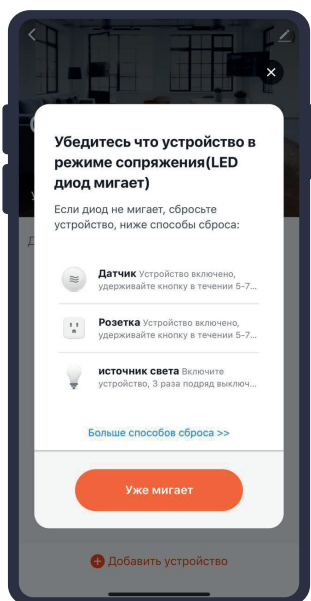 Убедитесь что устройство в
режиме сопряжения(LED
диод мигает)
Если диод не мигает, сбросьте
устройство, ниже способы сброса:
Датчик Устройство включено,
удерживайте кнопку в течении 5-7...
Розетка Устройство включено,
удерживайте кнопку в течении 5-7...
источник света Включите
устройство, 3 раза подряд выключ...
Больше способов сброса >>
Уже мигает
Добавить устройство